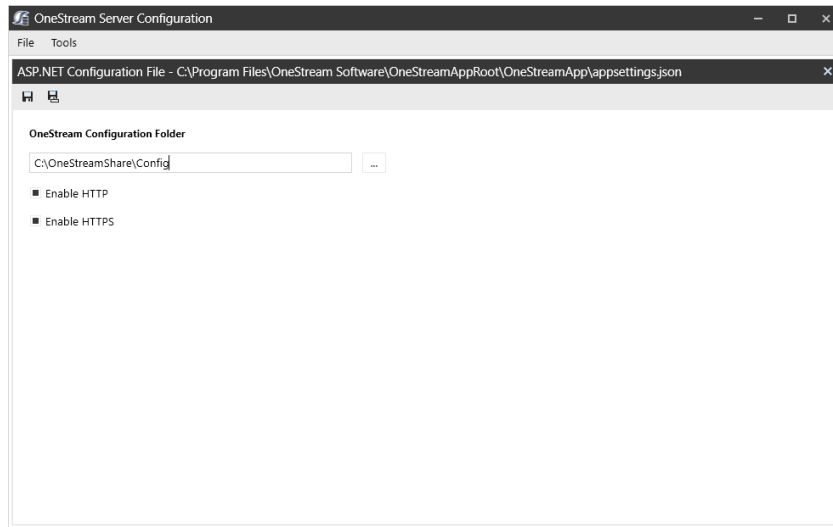 OneStream Server Configuration
File Tools
ASP.NET Configuration File - C:\Program Files\OneStream Software\OneStreamAppRoot\OneStreamApp\appsettings.json
OneStream Configuration Folder
C:\OneStreamShare\Config
...
Enable HTTP
Enable HTTPS